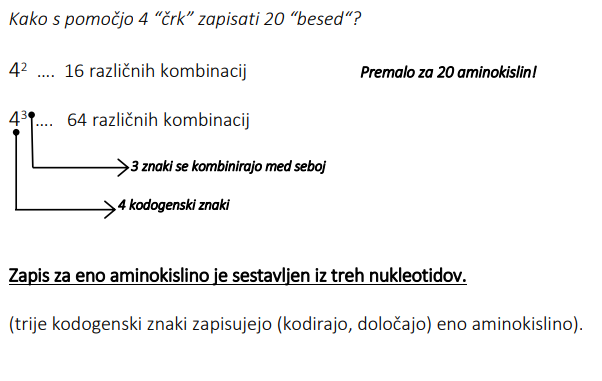 Kako s pomočjo 4 “črk” zapisati 20 “besed“?
4² .... 16 različnih kombinacij Premalo za 20 aminokislin!
4³ .... 64 različnih kombinacij
3 znaki se kombinirajo med seboj
4 kodogenski znaki
Zapis za eno aminokislino je sestavljen iz treh nukleotidov.
(trije kodogenski znaki zapisujejo (kodirajo, določajo) eno aminokislino).